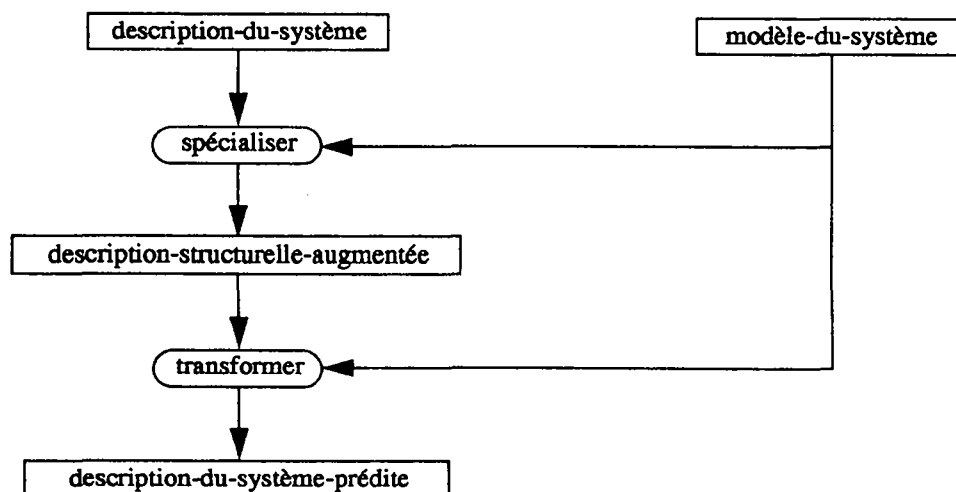 description-du-système
modèle-du-système
spécialiser
description-structurelle-augmentée
transformer
description-du-système-prédite